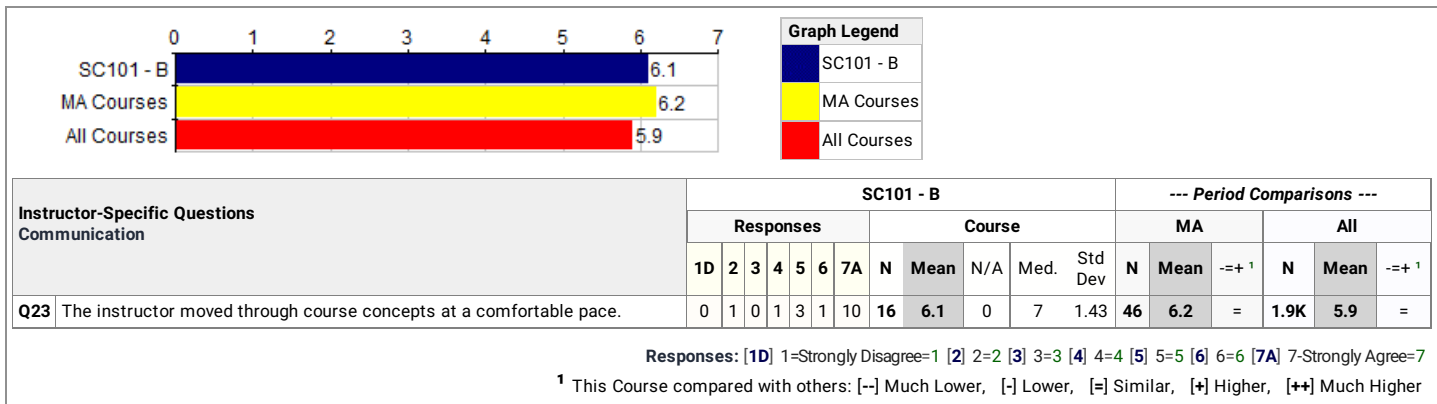 0 1 2 3 4 5 6 7
SC101 - B 6.1
MA Courses 6.2
All Courses 5.9
Graph Legend
SC101 - B
MA Courses
All Courses
Instructor-Specific Questions
Communication
SC101 - B --- Period Comparisons ---
Responses Course MA All
1D 2 3 4 5 6 7A N Mean N/A Med. Std Dev N Mean -=+ ¹ N Mean -=+ ¹
Q23 The instructor moved through course concepts at a comfortable pace. 0 1 0 1 3 1 10 16 6.1 0 7 1.43 46 6.2 = 1.9K 5.9 =
Responses: [1D] 1=Strongly Disagree=1 [2] 2=2 [3] 3=3 [4] 4=4 [5] 5=5 [6] 6=6 [7A] 7-Strongly Agree=7
¹ This Course compared with others: [--] Much Lower, [-] Lower, [=] Similar, [+] Higher, [++] Much Higher